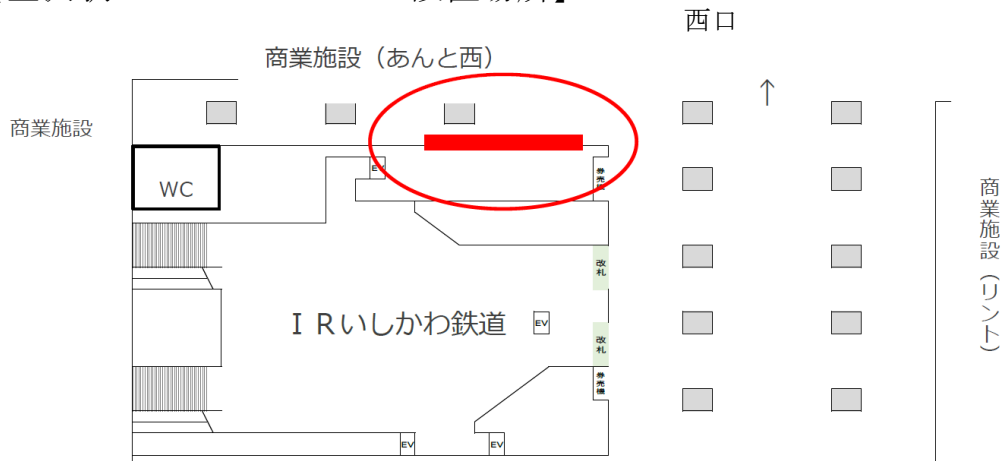 西口
商業施設（あんと西）
↑
商業施設
EV
券売機
WC
商業施設（リント）
改札
ＩＲいしかわ鉄道
EV
改札
券売機
EV
EV